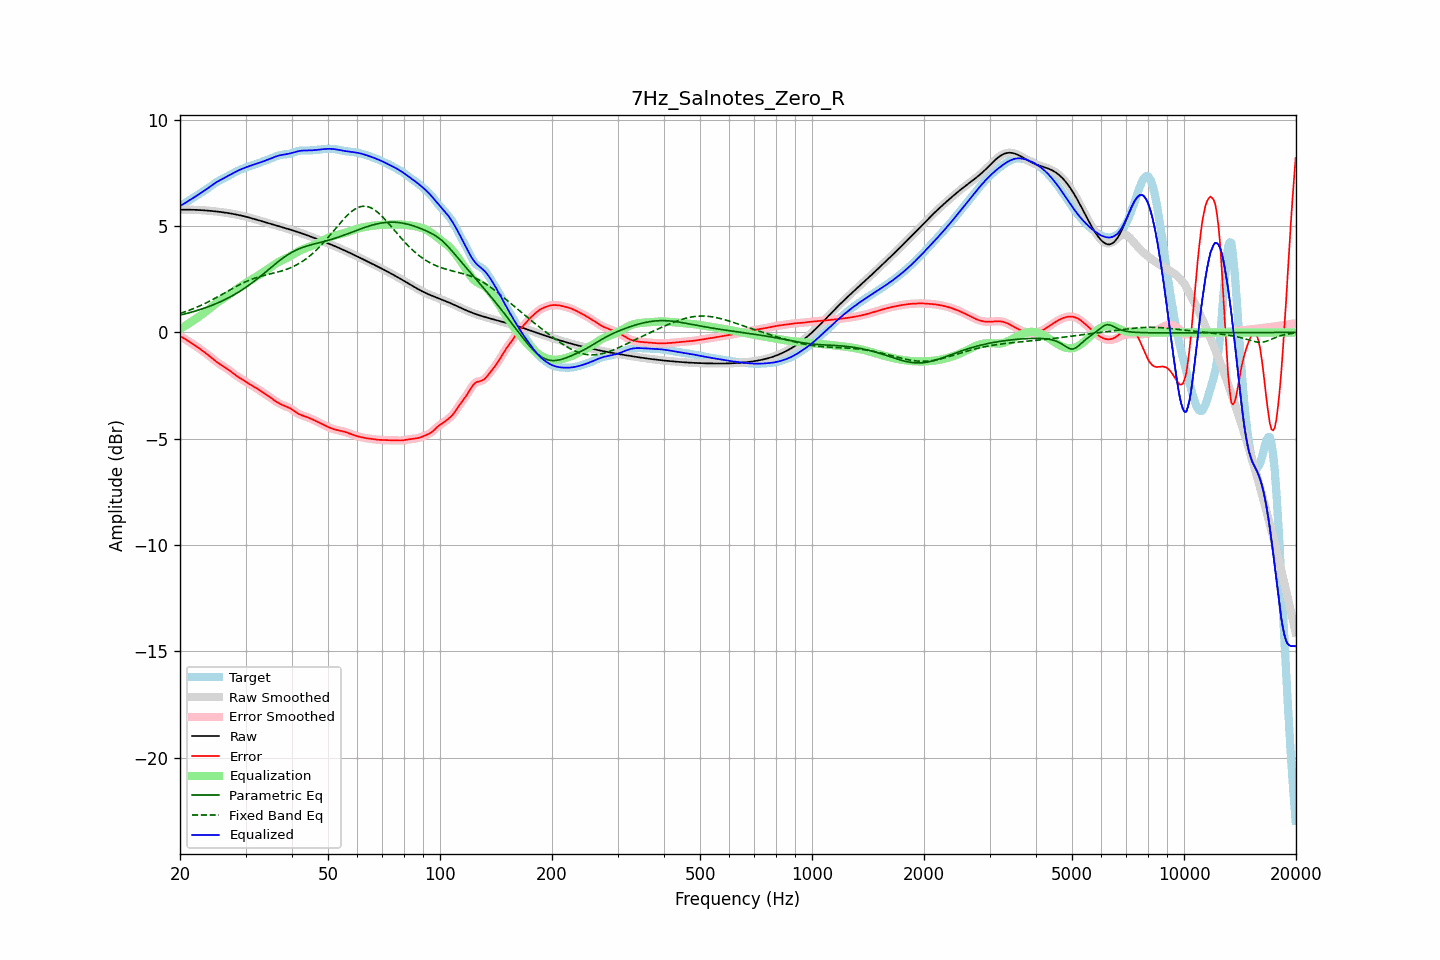 7Hz_Salnotes_Zero_R
10
5
0
−5
−10
−15
−20
Amplitude (dBr)
Target
Raw Smoothed
Error Smoothed
Raw
Error
Equalization
Parametric Eq
Fixed Band Eq
Equalized
20 50 100 200 500 1000 2000 5000 10000 20000
Frequency (Hz)